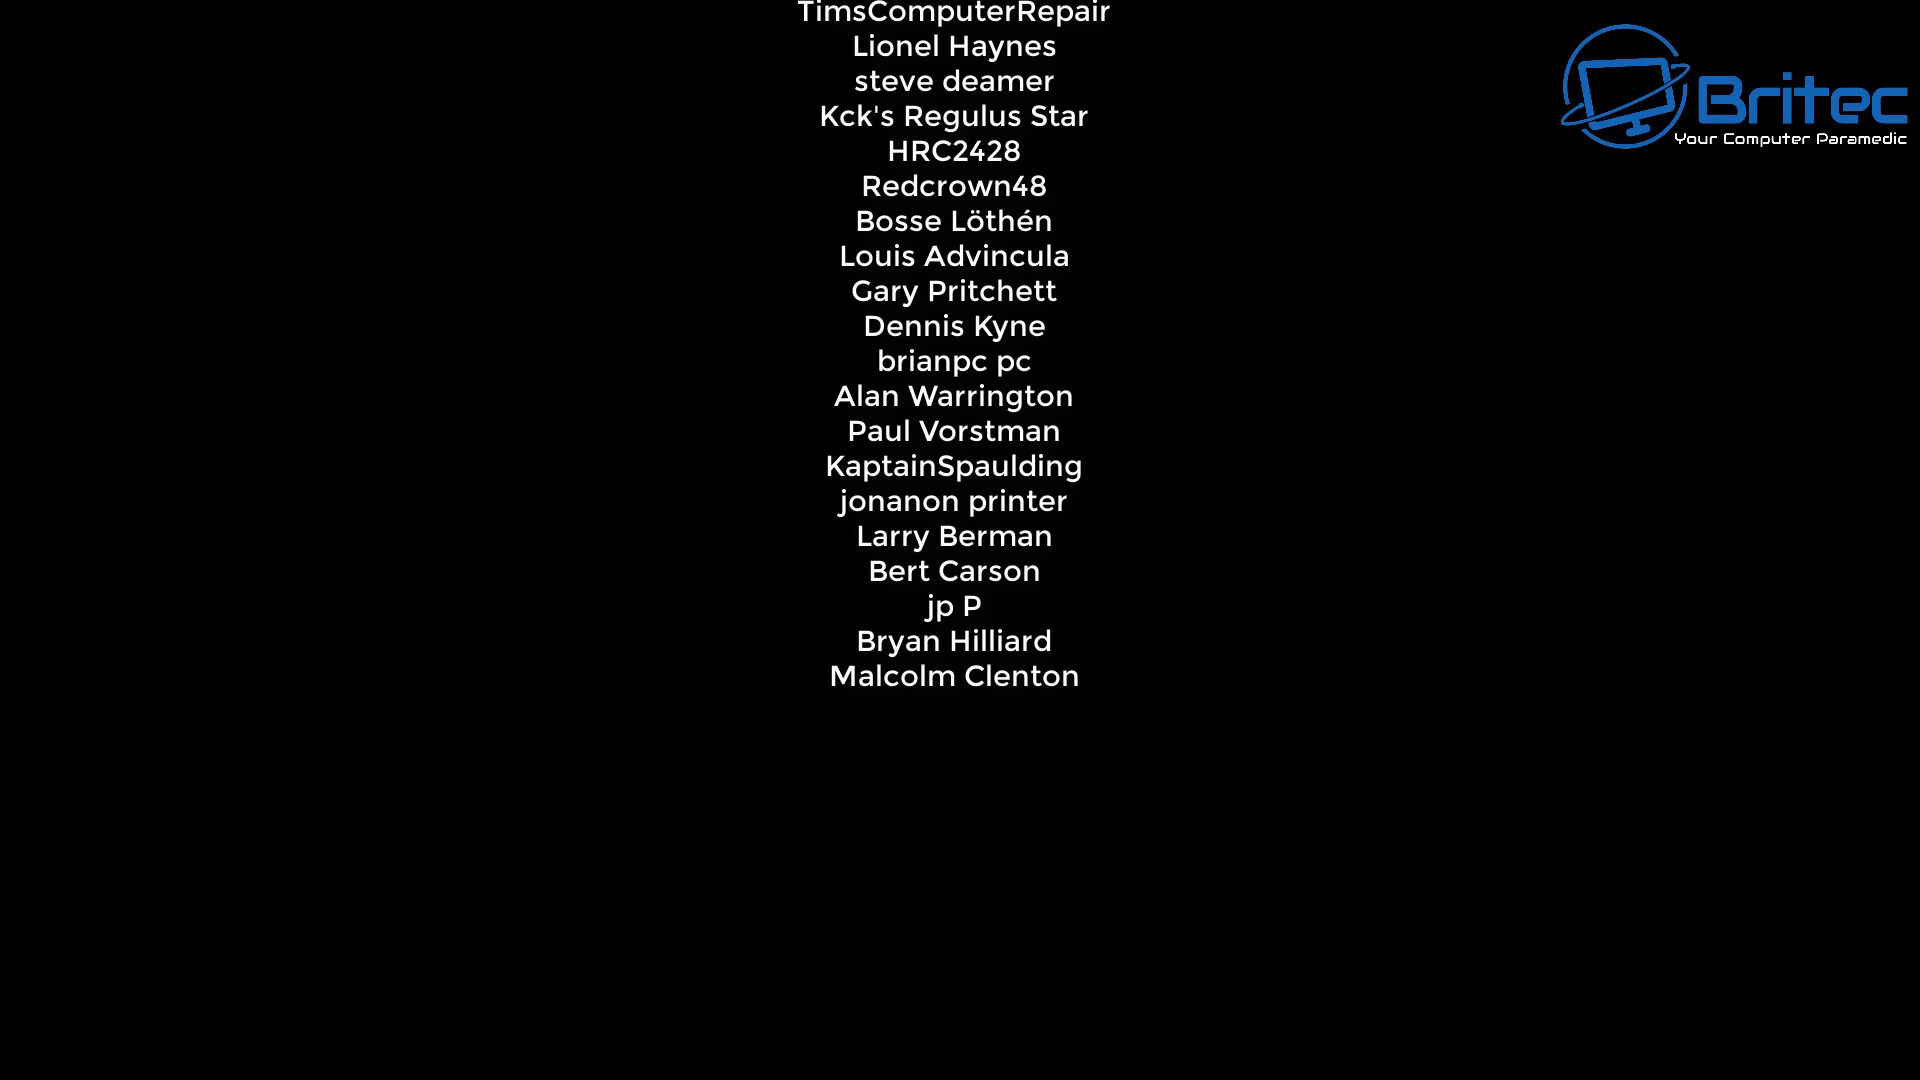 TimsComputerRepair
Lionel Haynes
steve deamer
Kck's Regulus Star
HRC2428
Redcrown48
Bosse Löthén
Louis Advincula
Gary Pritchett
Dennis Kyne
brianpc pc
Alan Warrington
Paul Vorstman
KaptainSpaulding
jonanon printer
Larry Berman
Bert Carson
jp P
Bryan Hilliard
Malcolm Clenton
Britec
Your Computer Paramedic